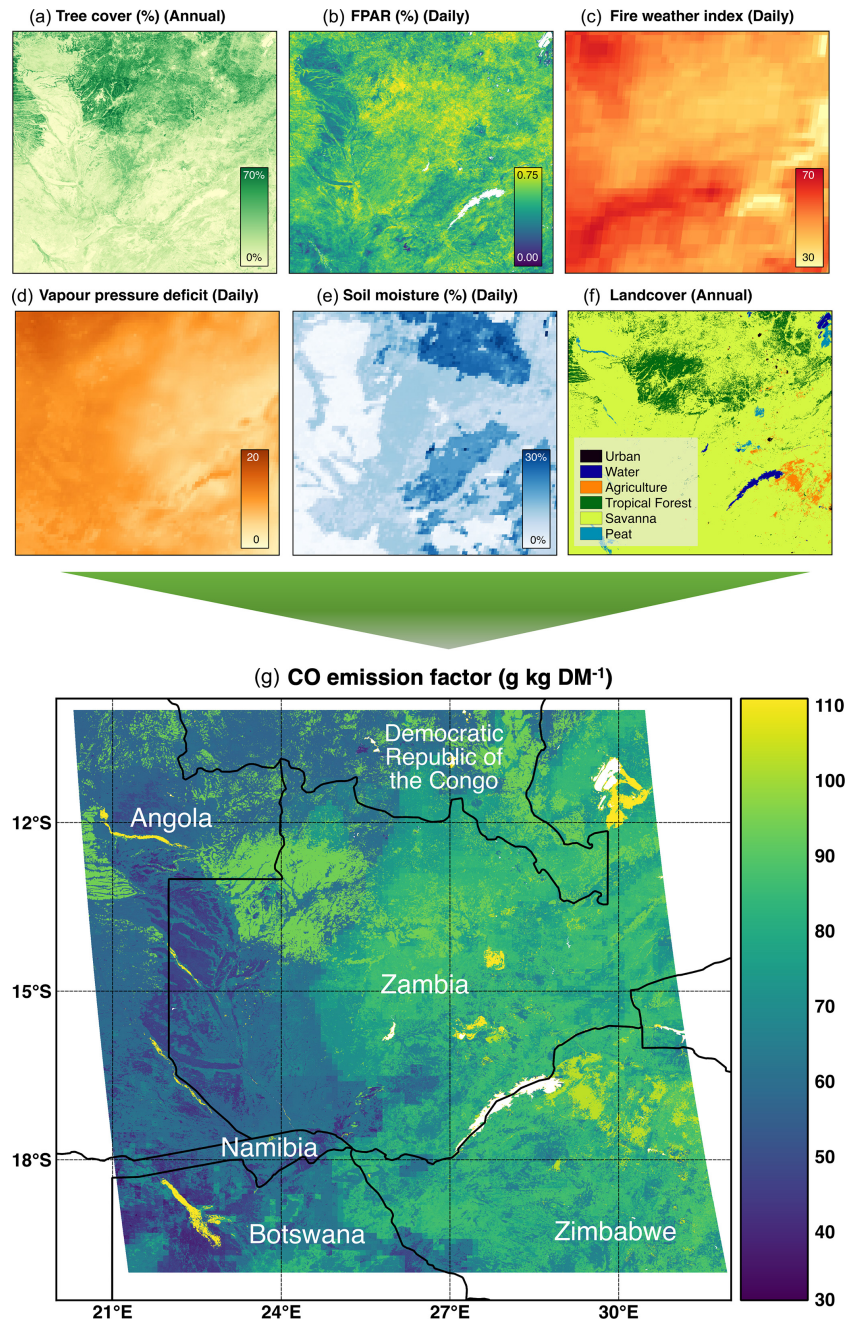 (a) Tree cover (%) (Annual)
(b) FPAR (%) (Daily)
(c) Fire weather index (Daily)
70%
0%
0.75
0.00
70
30
(d) Vapour pressure deficit (Daily)
(e) Soil moisture (%) (Daily)
(f) Landcover (Annual)
20
0
30%
0%
Urban
Water
Agriculture
Tropical Forest
Savanna
Peat
(g) CO emission factor (g kg DM⁻¹)
Democratic
Republic of
the Congo
Angola
Zambia
Namibia
Botswana
Zimbabwe
12°S
15°S
18°S
21°E
24°E
27°E
30°E
110
100
90
80
70
60
50
40
30